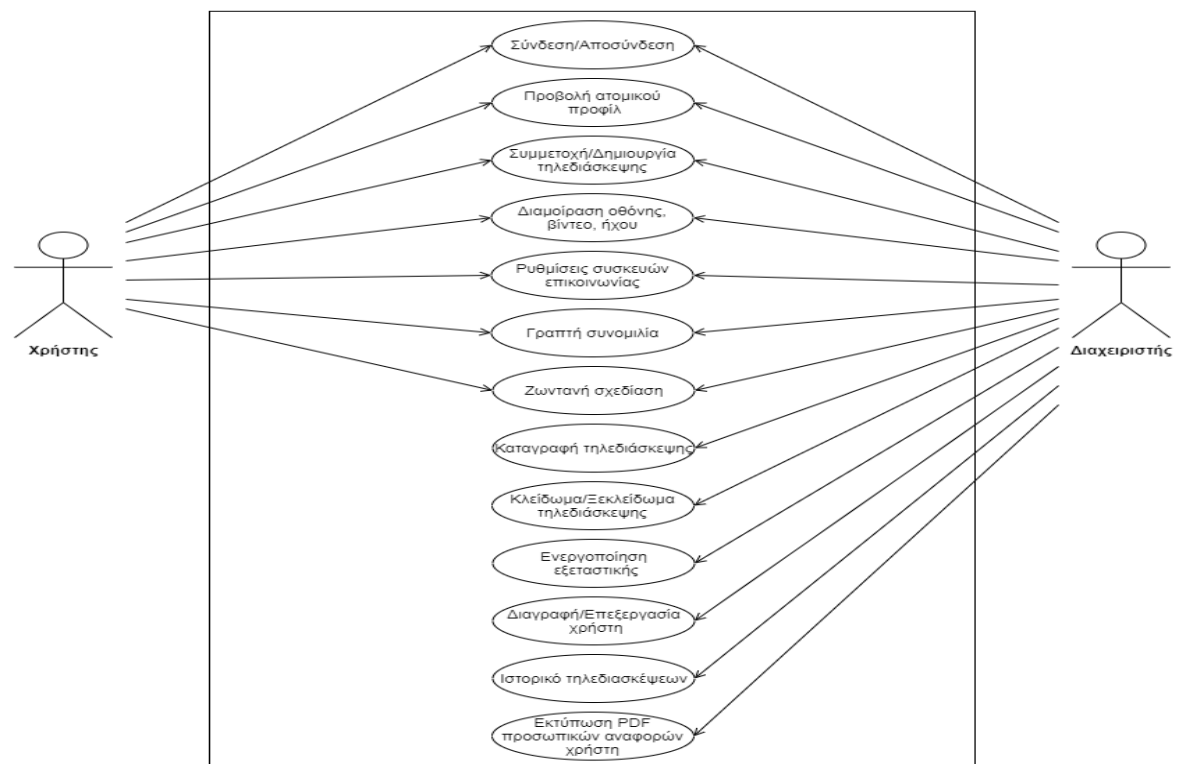 Σύνδεση/Αποσύνδεση
Προβολή ατομικού
προφίλ
Συμμετοχή/Δημιουργία
τηλεδιάσκεψης
Διαμοίραση οθόνης,
βίντεο, ήχου
Ρυθμίσεις συσκευών
επικοινωνίας
Γραπτή συνομιλία
Χρήστης
Διαχειριστής
Ζωντανή σχεδίαση
Καταγραφή τηλεδιάσκεψης
Κλείδωμα/Ξεκλείδωμα
τηλεδιάσκεψης
Ενεργοποίηση
εξεταστικής
Διαγραφή/Επεξεργασία
χρήστη
Ιστορικό τηλεδιασκέψεων
Εκτύπωση PDF
προσωπικών αναφορών
χρήστη